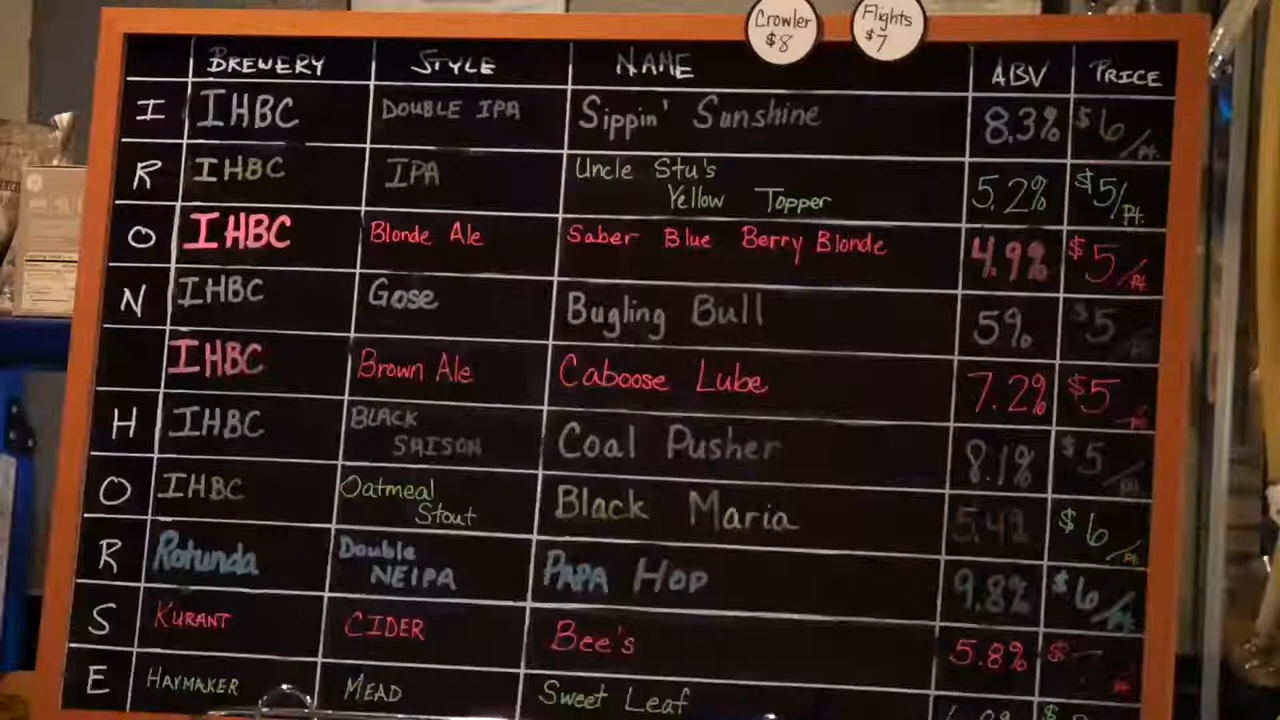 Crowler $8
Flights $7
BREWERY STYLE NAME ABV PRICE
I IHBC DOUBLE IPA Sippin' Sunshine 8.3% $6/Pt.
R IHBC IPA Uncle Stu's Yellow Topper 5.2% $5/Pt.
O IHBC Blonde Ale Saber Blue Berry Blonde 4.9% $5/Pt.
N IHBC Gose Bugling Bull 5% $5
IHBC Brown Ale Caboose Lube 7.2% $5
H IHBC BLACK SAISON Coal Pusher 8.1% $5
O IHBC Oatmeal Stout Black Maria 5.4% $6/Pt.
R Rotunda Double NEIPA PAPA HOP 9.8% $6/Pt.
S KURANT CIDER Bee's 5.8% $
E HAYMAKER MEAD Sweet Leaf